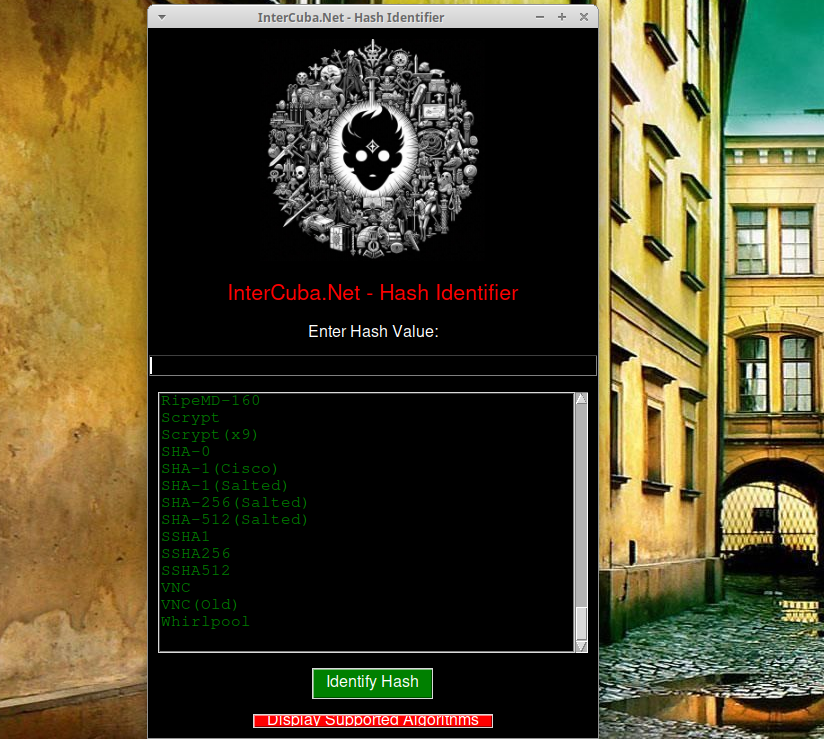 InterCuba.Net - Hash Identifier
InterCuba.Net - Hash Identifier
Enter Hash Value:
RipeMD-160
Scrypt
Scrypt(x9)
SHA-0
SHA-1(Cisco)
SHA-1(Salted)
SHA-256(Salted)
SHA-512(Salted)
SSHA1
SSHA256
SSHA512
VNC
VNC(Old)
Whirlpool
Identify Hash
Display Supported Algorithms